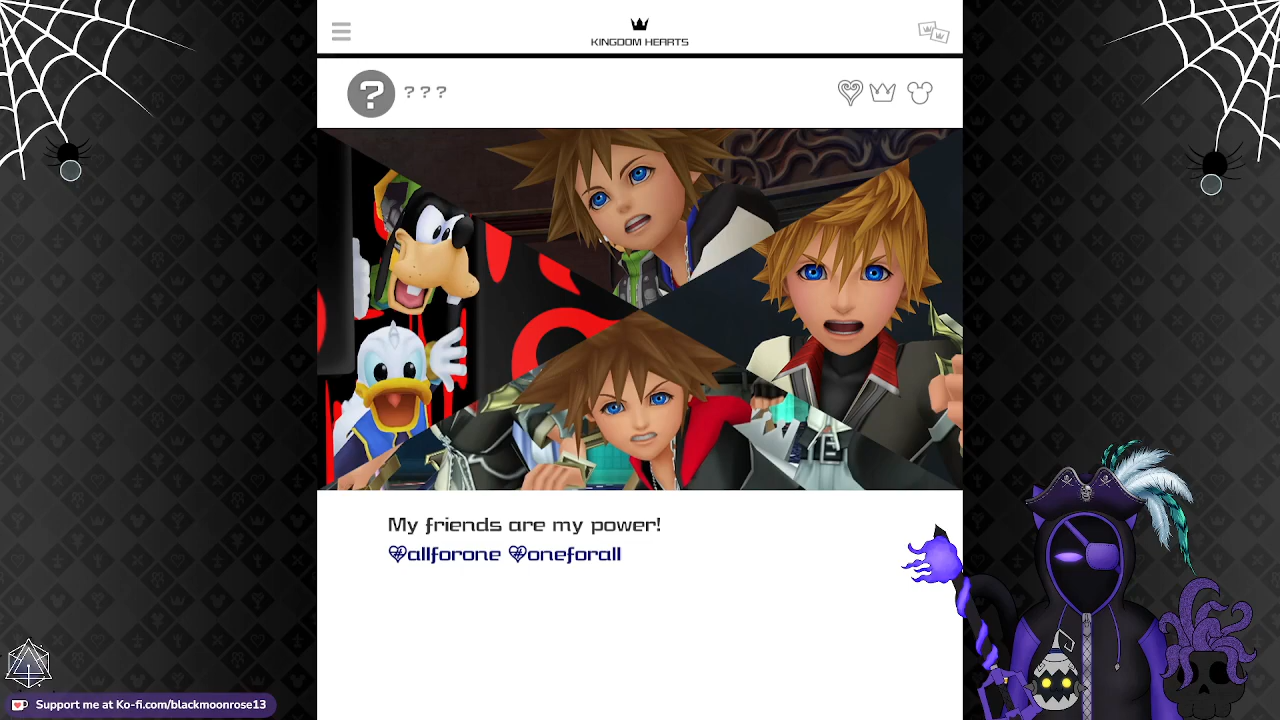 KINGDOM HEARTS
? ? ? ?
My friends are my power!
#allforone #oneforall
Support me at Ko-fi.com/blackmoonrose13